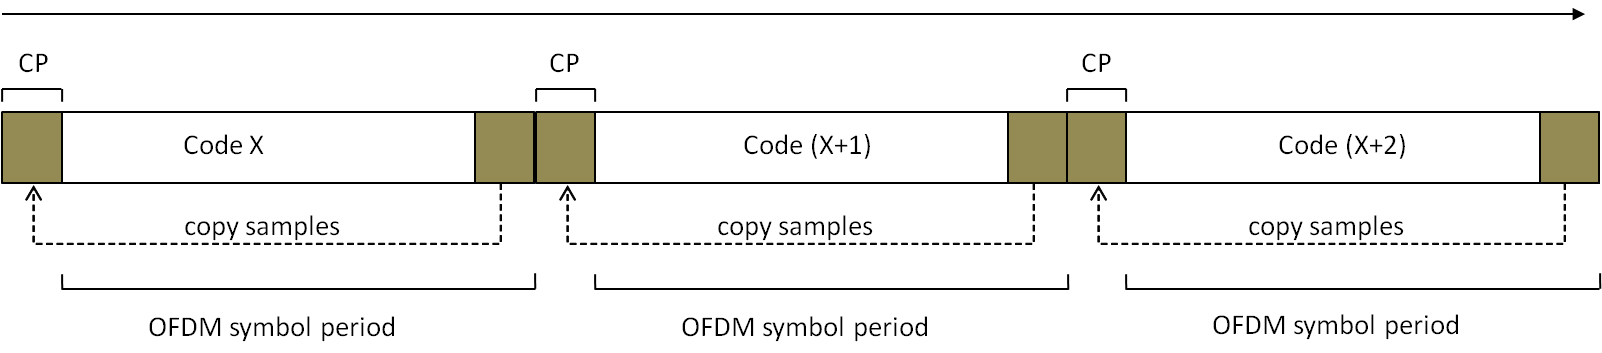 CP CP CP
Code X Code (X+1) Code (X+2)
copy samples copy samples copy samples
OFDM symbol period OFDM symbol period OFDM symbol period